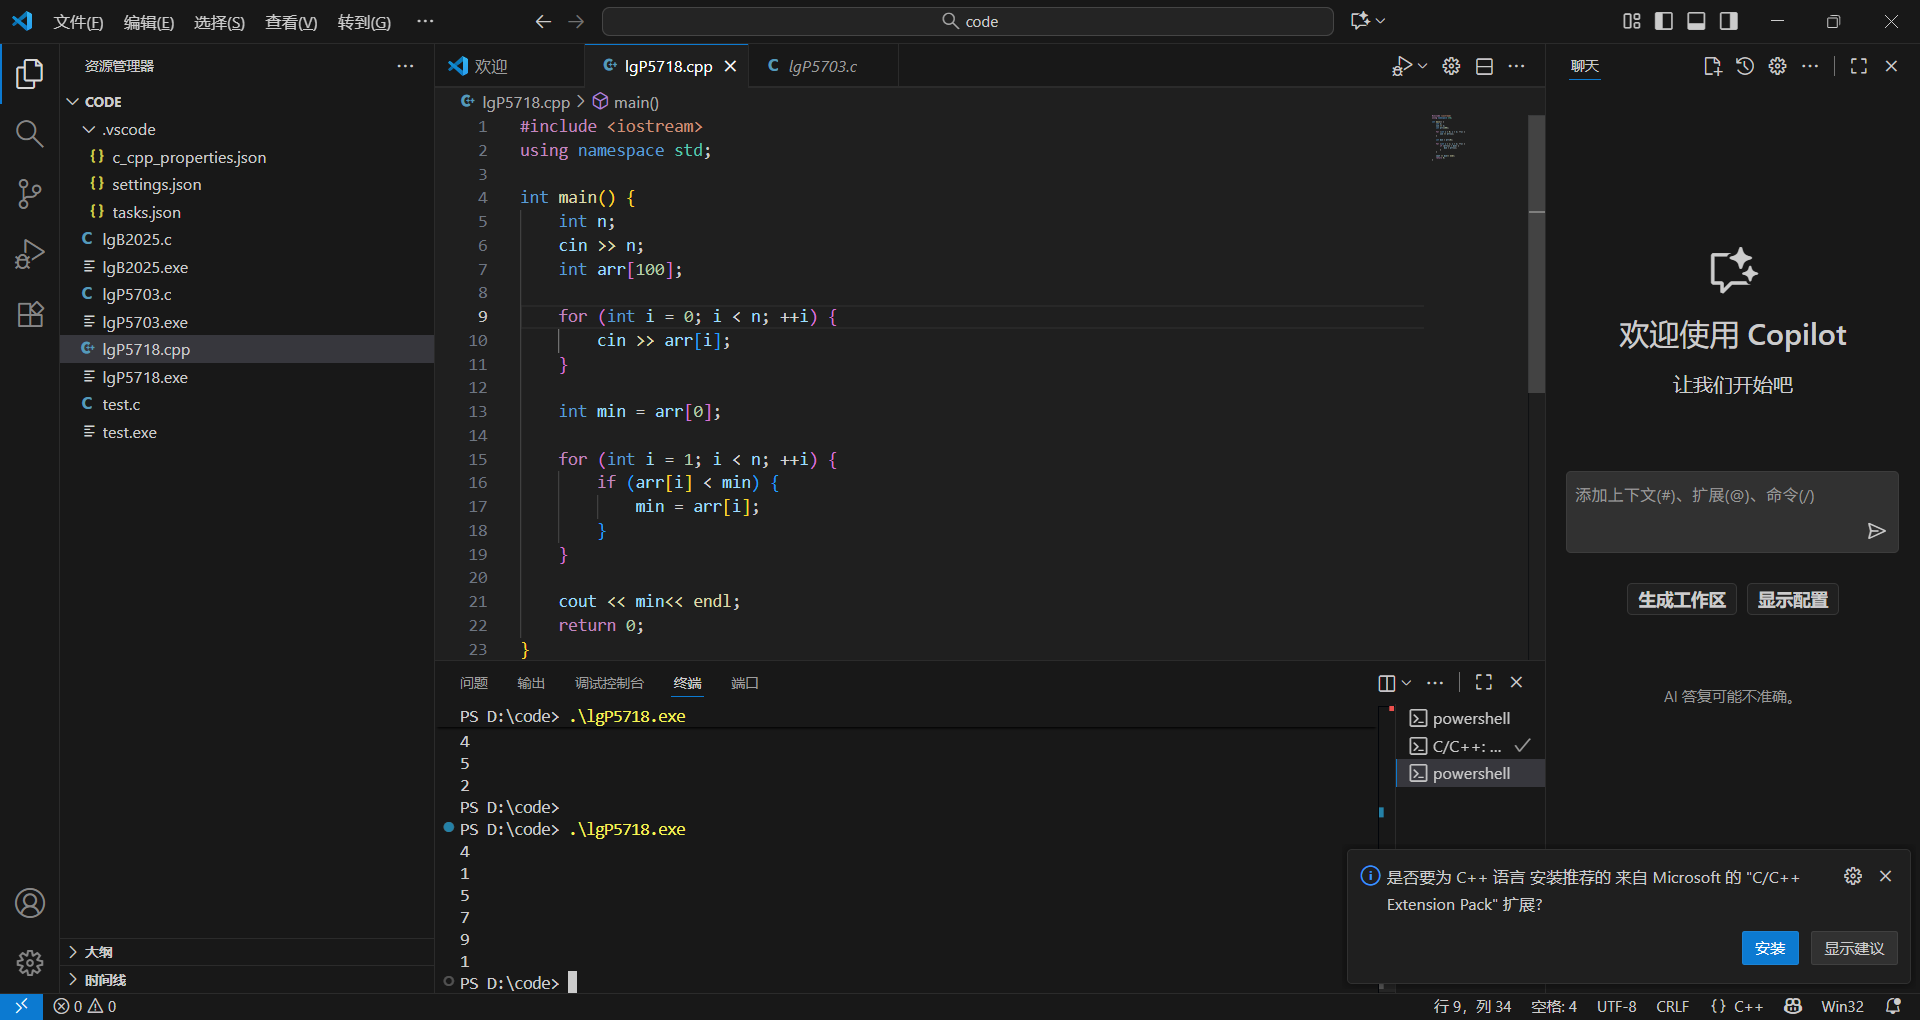 文件(F) 编辑(E) 选择(S) 查看(V) 转到(G) ···
code
资源管理器 ···
CODE
.vscode
{} c_cpp_properties.json
{} settings.json
{} tasks.json
C lgB2025.c
lgB2025.exe
C lgP5703.c
lgP5703.exe
lgP5718.cpp
lgP5718.exe
C test.c
test.exe
大纲
时间线
欢迎 lgP5718.cpp C lgP5703.c
lgP5718.cpp > main()
1 #include <iostream>
2 using namespace std;
3
4 int main() {
5 int n;
6 cin >> n;
7 int arr[100];
8
9 for (int i = 0; i < n; ++i) {
10 cin >> arr[i];
11 }
12
13 int min = arr[0];
14
15 for (int i = 1; i < n; ++i) {
16 if (arr[i] < min) {
17 min = arr[i];
18 }
19 }
20
21 cout << min<< endl;
22 return 0;
23 }
问题 输出 调试控制台 终端 端口
PS D:\code> .\lgP5718.exe
4
5
2
PS D:\code>
PS D:\code> .\lgP5718.exe
4
1
5
7
9
1
PS D:\code>
powershell
C/C++: ...
powershell
聊天
欢迎使用 Copilot
让我们开始吧
添加上下文(#)、扩展(@)、命令(/)
生成工作区 显示配置
AI 答复可能不准确。
是否要为 C++ 语言 安装推荐的 来自 Microsoft 的 "C/C++
Extension Pack" 扩展?
安装 显示建议
0 0 行 9，列 34 空格: 4 UTF-8 CRLF {} C++ Win32